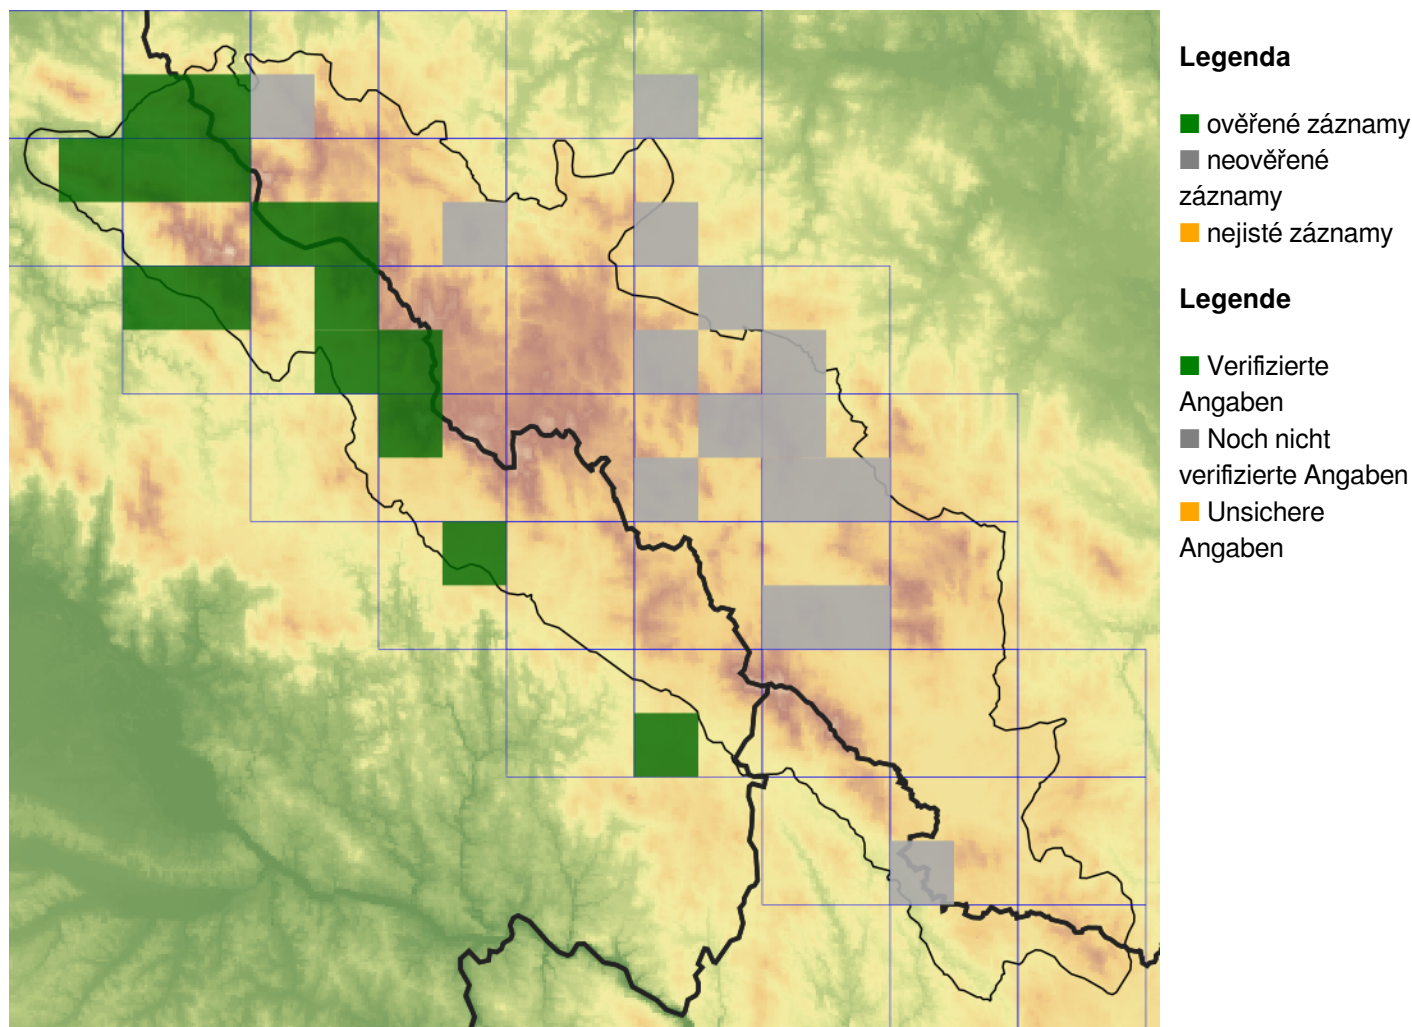 Legenda
ověřené záznamy
neověřené
záznamy
nejisté záznamy
Legende
Verifizierte
Angaben
Noch nicht
verifizierte Angaben
Unsichere
Angaben